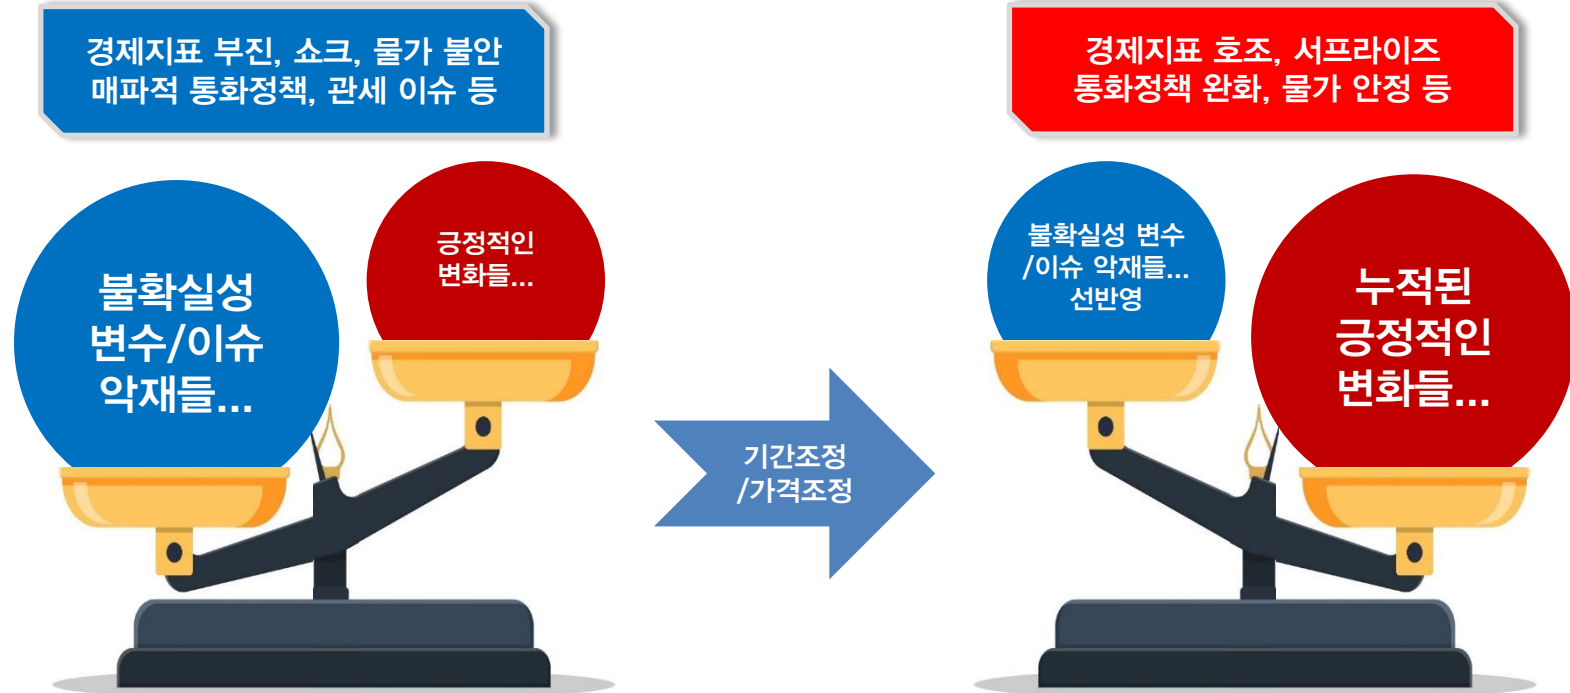 경제지표 부진, 쇼크, 물가 불안
매파적 통화정책, 관세 이슈 등
불확실성
변수/이슈
악재들...
긍정적인
변화들...
기간조정
/가격조정
경제지표 호조, 서프라이즈
통화정책 완화, 물가 안정 등
불확실성 변수
/이슈 악재들...
선반영
누적된
긍정적인
변화들...